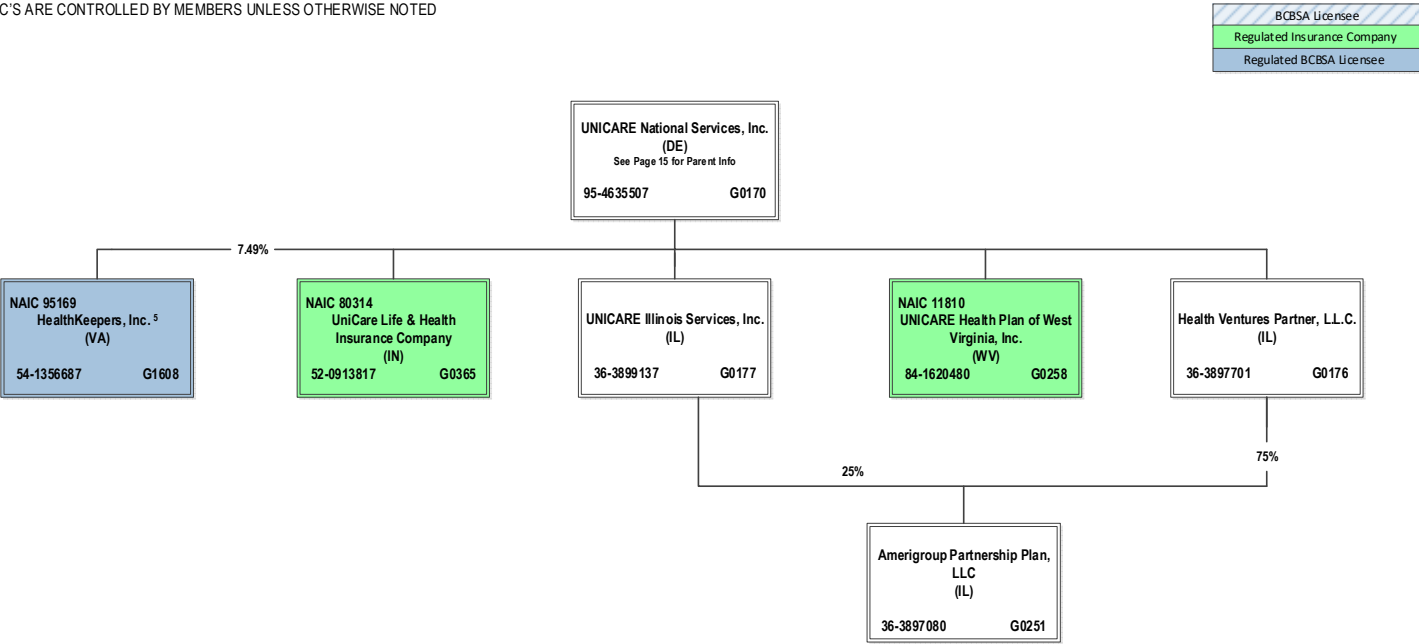 C'S ARE CONTROLLED BY MEMBERS UNLESS OTHERWISE NOTED
BCBSA Licensee
Regulated Insurance Company
Regulated BCBSA Licensee
UNICARE National Services, Inc.
(DE)
See Page 15 for Parent Info
95-4635507 G0170
7.49%
NAIC 95169
HealthKeepers, Inc. 5
(VA)
54-1356687 G1608
NAIC 80314
UniCare Life & Health
Insurance Company
(IN)
52-0913817 G0365
UNICARE Illinois Services, Inc.
(IL)
36-3899137 G0177
NAIC 11810
UNICARE Health Plan of West
Virginia, Inc.
(WV)
84-1620480 G0258
Health Ventures Partner, L.L.C.
(IL)
36-3897701 G0176
25%
75%
Amerigroup Partnership Plan,
LLC
(IL)
36-3897080 G0251